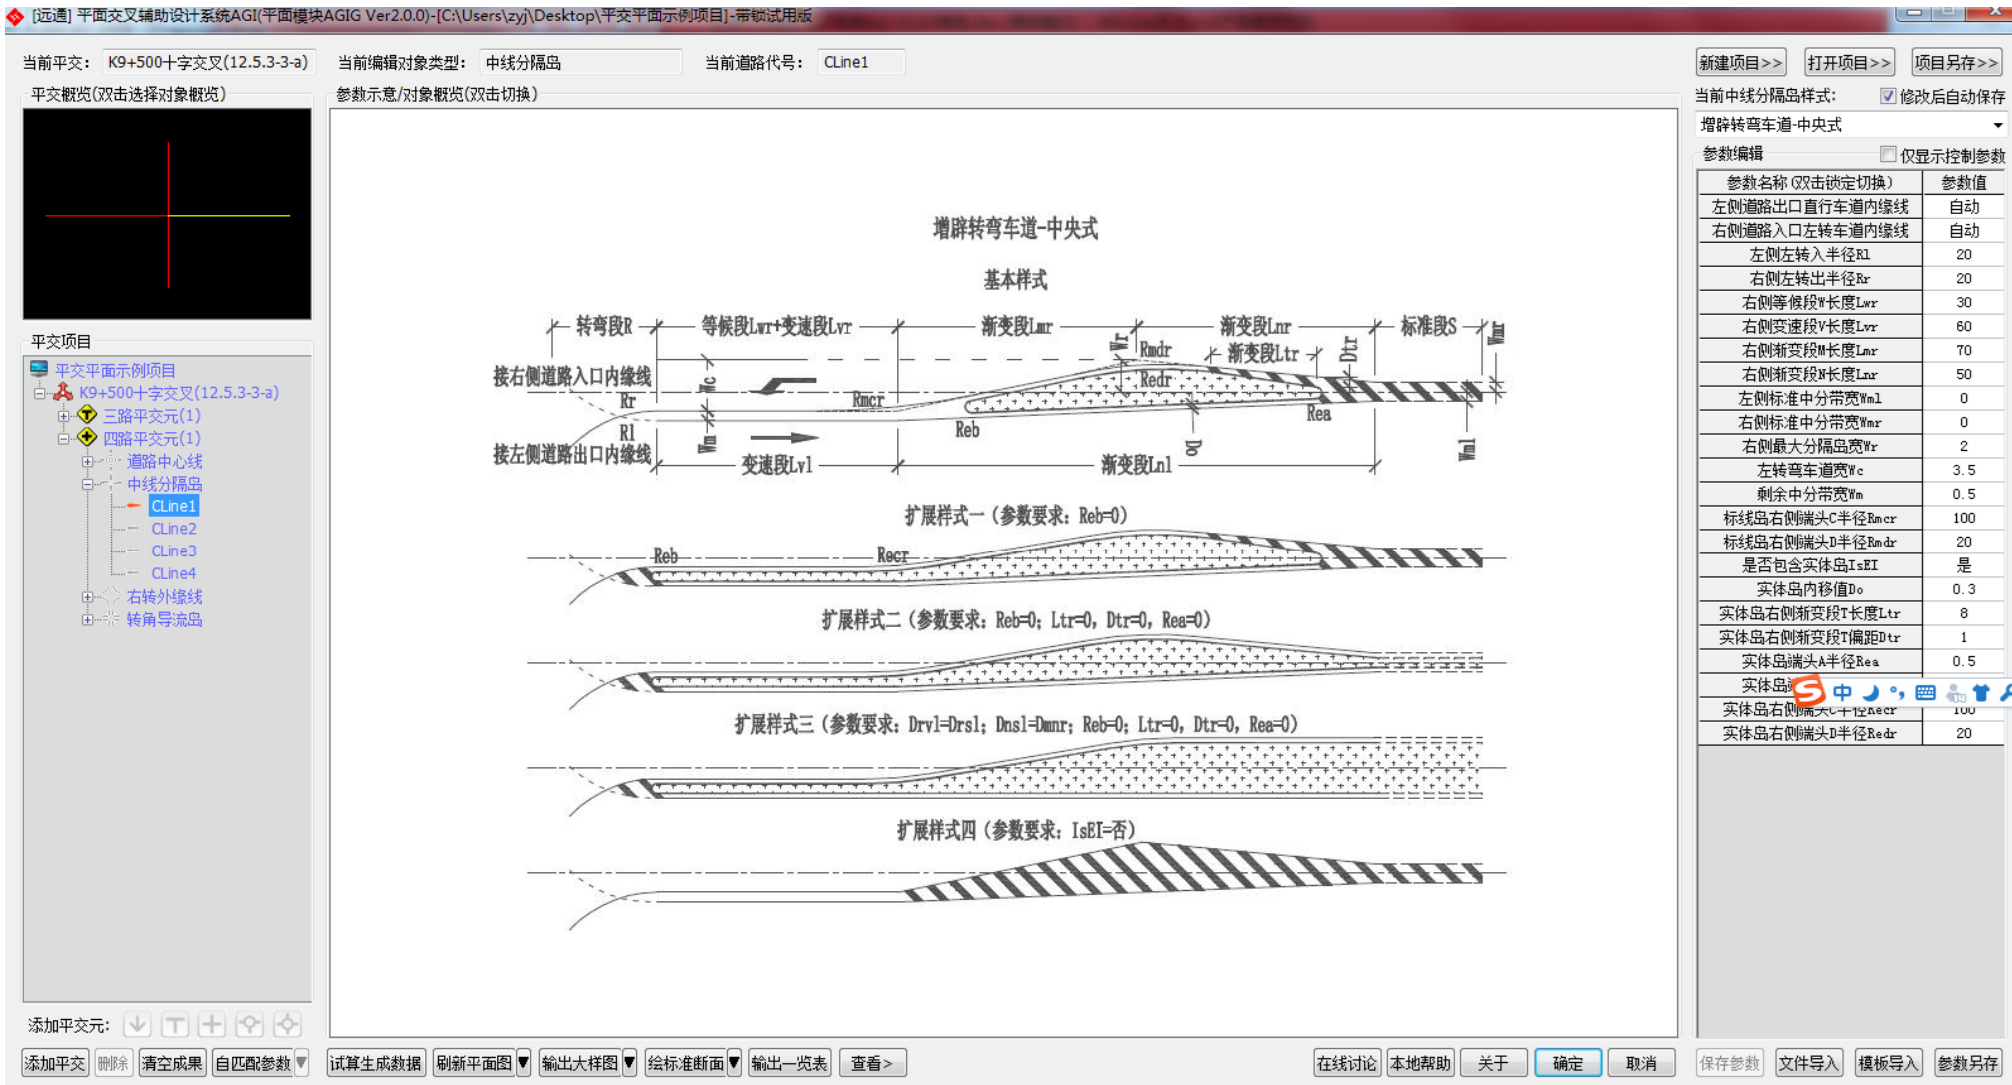 [远通] 平面交叉辅助设计系统AGI(平面模块AGIG Ver2.0.0)-[C:\Users\zyj\Desktop\平交平面示例项目]-带锁试用版
当前平交: K9+500十字交叉(12.5.3-3-a) 当前编辑对象类型: 中线分隔岛 当前道路代号: CLine1
新建项目>> 打开项目>> 项目另存>>
平交概览(双击选择对象概览)
平交项目
平交平面示例项目
K9+500十字交叉(12.5.3-3-a)
三路平交元(1)
四路平交元(1)
道路中心线
中线分隔岛
CLine1
CLine2
CLine3
CLine4
右转外缘线
转角导流岛
添加平交元:
参数示意/对象概览(双击切换)
增辟转弯车道-中央式
基本样式
转弯段R 等候段Lwr+变速段Lvr 渐变段Lmr 渐变段Lnr 标准段S
Wr Rmdr 渐变段Ltr Dtr Wmr
接右侧道路入口内缘线 Wc Redr
Rr Rmcr
Rl Wm Reb Do Rea Wml
接左侧道路出口内缘线 变速段Lvl 渐变段Lnl
扩展样式一（参数要求: Reb=0）
Reb Recr
扩展样式二（参数要求: Reb=0; Ltr=0, Dtr=0, Rea=0）
扩展样式三（参数要求: Drvl=Drsl; Dnsl=Dmnr; Reb=0; Ltr=0, Dtr=0, Rea=0）
扩展样式四（参数要求: IsEI=否）
当前中线分隔岛样式: 修改后自动保存
增辟转弯车道-中央式
参数编辑 仅显示控制参数
参数名称(双击锁定切换) 参数值
左侧道路出口直行车道内缘线 自动
右侧道路入口左转车道内缘线 自动
左侧左转入半径Rl 20
右侧左转出半径Rr 20
右侧等候段W长度Lwr 30
右侧变速段V长度Lvr 60
右侧渐变段M长度Lmr 70
右侧渐变段N长度Lnr 50
左侧标准中分带宽Wml 0
右侧标准中分带宽Wmr 0
右侧最大分隔岛宽Wr 2
左转弯车道宽Wc 3.5
剩余中分带宽Wm 0.5
标线岛右侧端头C半径Rmcr 100
标线岛右侧端头D半径Rmdr 20
是否包含实体岛IsEI 是
实体岛内移值Do 0.3
实体岛右侧渐变段T长度Ltr 8
实体岛右侧渐变段T偏距Dtr 1
实体岛端头A半径Rea 0.5
实体岛 中
实体岛右侧端头C半径Recr 100
实体岛右侧端头D半径Redr 20
添加平交 删除 清空成果 自匹配参数 试算生成数据 刷新平面图 输出大样图 绘标准断面 输出一览表 查看> 在线讨论 本地帮助 关于 确定 取消 保存参数 文件导入 模板导入 参数另存